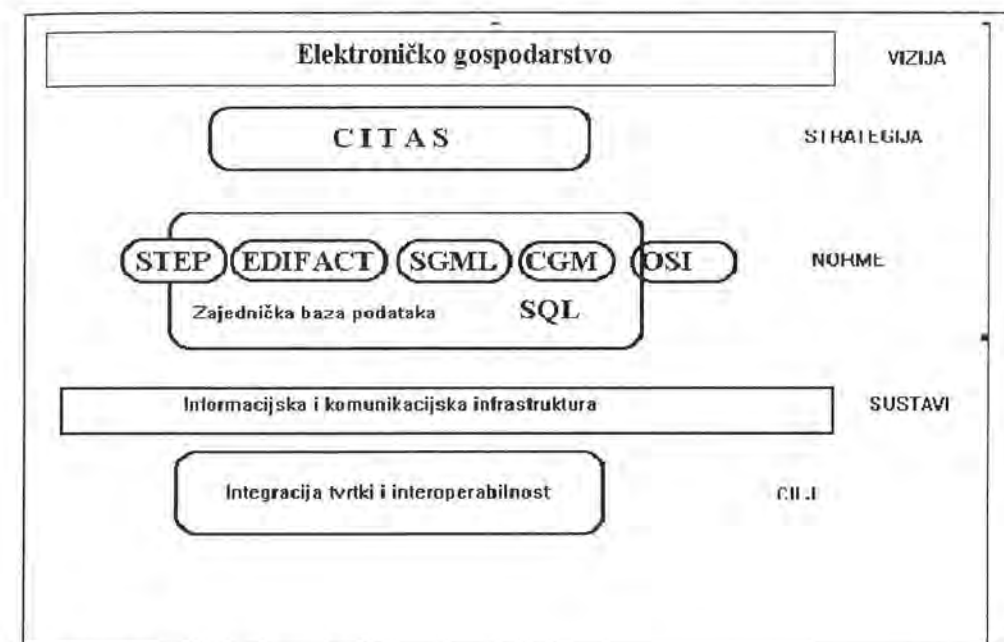 Elektroničko gospodarstvo VIZIJA
CITAS STRATEGIJA
STEP EDIFACT SGML CGM OSI NORME
Zajednička baza podataka SQL
Informacijska i komunikacijska infrastruktura SUSTAVI
Integracija tvrtki i interoperabilnost